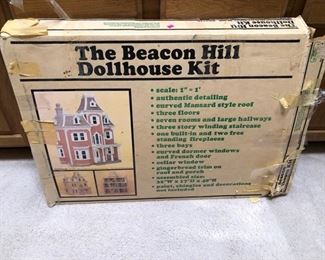 The Beacon Hill
Dollhouse Kit
The Beacon Hill
Dollhouse Kit
• scale: 1" - 1'
• authentic detailing
• curved Mansard style roof
• three floors
• seven rooms and large hallways
• three story winding staircase
• one built-in and two free
standing fireplaces
• three bays
• curved dormer windows
and French door
• cellar window
• gingerbread trim on
roof and porch
• assembled size:
• paint, shingles and decorations
not included